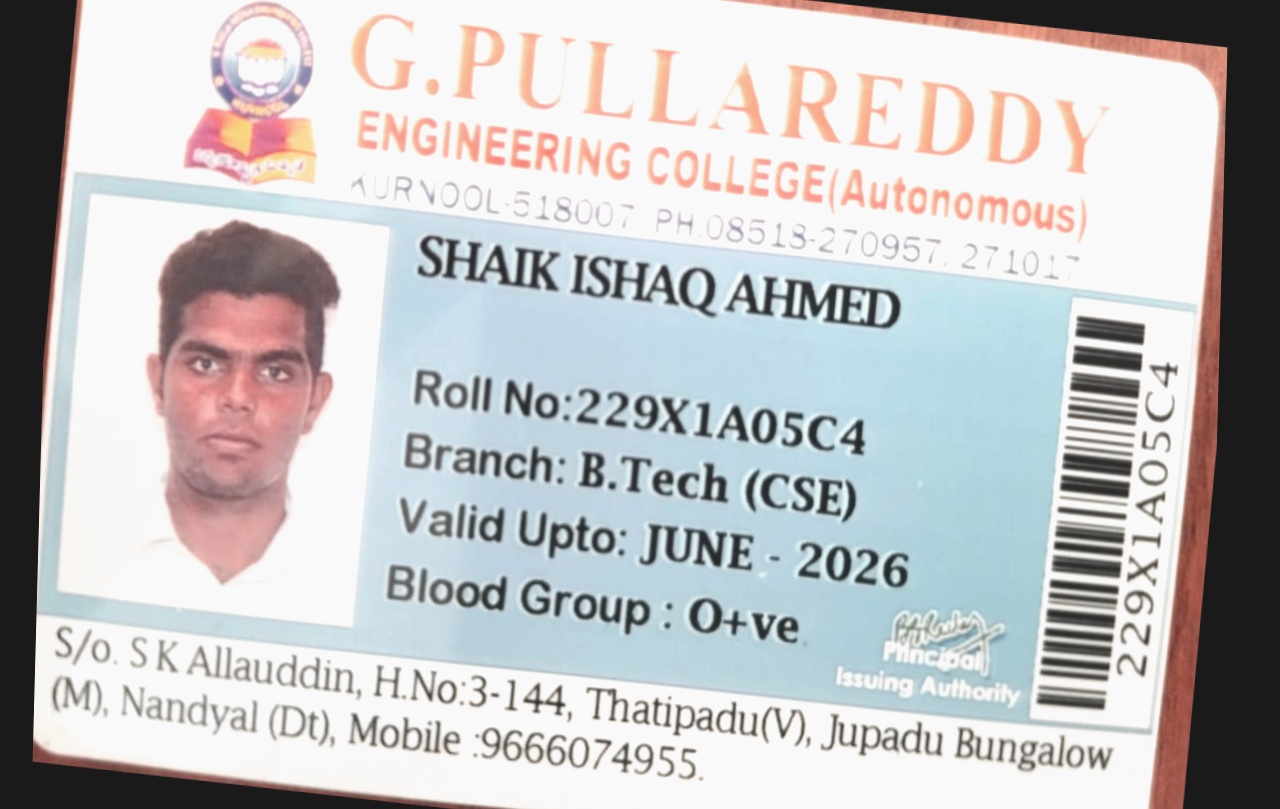 G.PULLAREDDY
ENGINEERING COLLEGE(Autonomous)
KURNOOL-518007 PH.08518-270957. 271017
SHAIK ISHAQ AHMED
Roll No:229X1A05C4
Branch: B.Tech (CSE)
Valid Upto: JUNE - 2026
Blood Group : O+ve
Principal
Issuing Authority
229X1A05C4
S/o. S K Allauddin, H.No:3-144, Thatipadu(V), Jupadu Bungalow
(M), Nandyal (Dt), Mobile :9666074955.